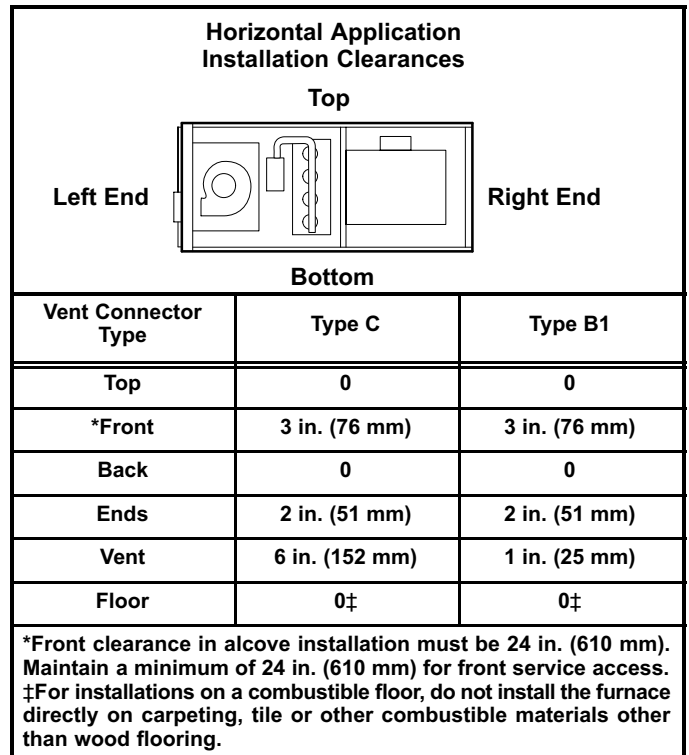 Horizontal Application
Installation Clearances
Top
Left End
Right End
Bottom
Vent Connector Type Type C Type B1
Top 0 0
*Front 3 in. (76 mm) 3 in. (76 mm)
Back 0 0
Ends 2 in. (51 mm) 2 in. (51 mm)
Vent 6 in. (152 mm) 1 in. (25 mm)
Floor 0‡ 0‡
*Front clearance in alcove installation must be 24 in. (610 mm).
Maintain a minimum of 24 in. (610 mm) for front service access.
‡For installations on a combustible floor, do not install the furnace
directly on carpeting, tile or other combustible materials other
than wood flooring.